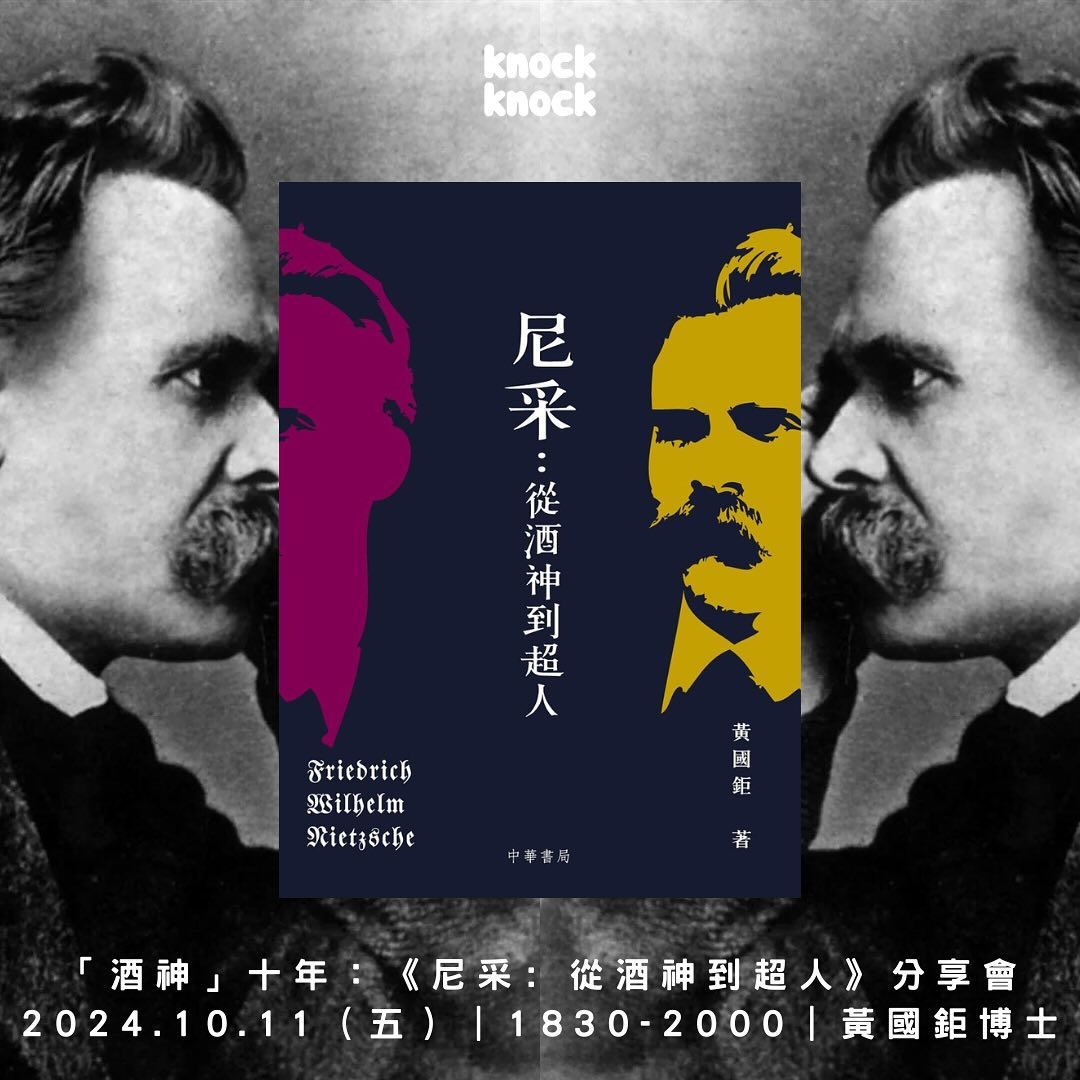 knock
knock
尼采：從酒神到超人
Friedrich
Wilhelm
Nietzsche
黃國鉅 著
中華書局
「酒神」十年：《尼采：從酒神到超人》分享會
2024.10.11（五）｜1830-2000｜黃國鉅博士